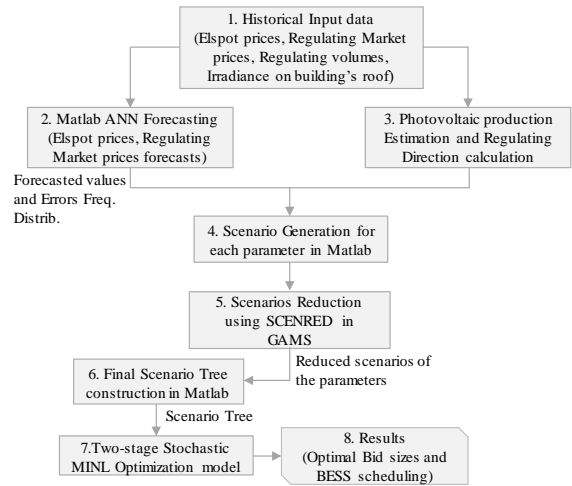 1. Historical Input data
(Elspot prices, Regulating Market
prices, Regulating volumes,
Irradiance on building's roof)
2. Matlab ANN Forecasting
(Elspot prices, Regulating
Market prices forecasts)
3. Photovoltaic production
Estimation and Regulating
Direction calculation
Forecasted values
and Errors Freq.
Distrib.
4. Scenario Generation for
each parameter in Matlab
5. Scenarios Reduction
using SCENRED in
GAMS
Reduced scenarios of
the parameters
6. Final Scenario Tree
construction in Matlab
Scenario Tree
7.Two-stage Stochastic
MINL Optimization model
8. Results
(Optimal Bid sizes and
BESS scheduling)